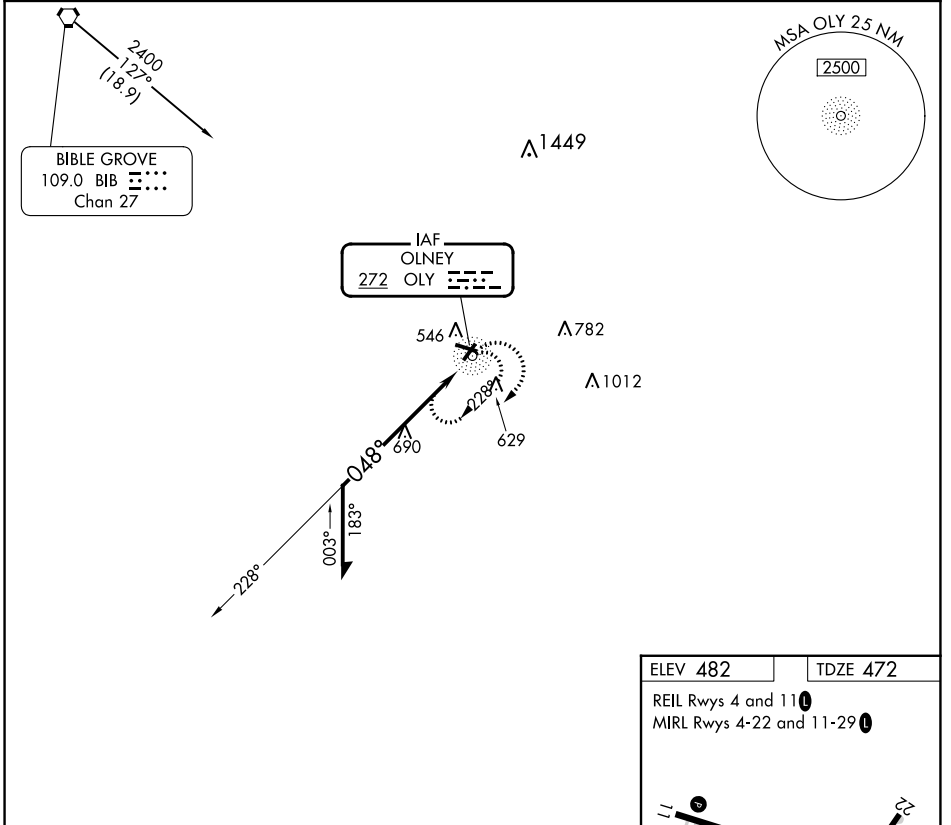 2400
127°
(18.9)
MSA OLY 25 NM
2500
BIBLE GROVE
109.0 BIB
Chan 27
1449
IAF
OLNEY
272 OLY
546
782
1012
228°
629
690
048°
003°
183°
228°
ELEV 482
TDZE 472
REIL Rwys 4 and 11 L
MIRL Rwys 4-22 and 11-29 L
11
P
22